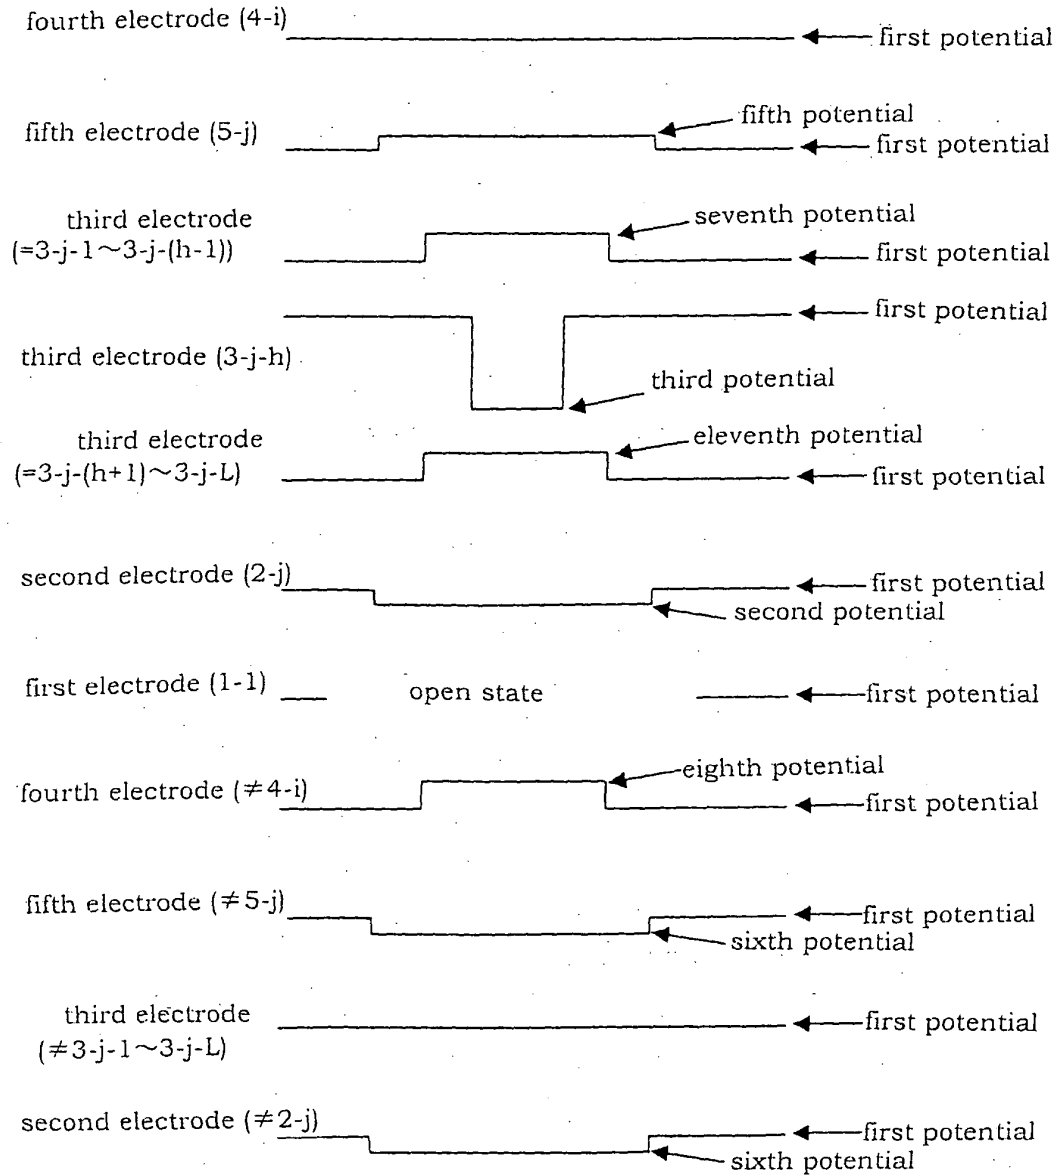 fourth electrode (4-i)
first potential
fifth electrode (5-j)
fifth potential
first potential
third electrode
(=3-j-1~3-j-(h-1))
seventh potential
first potential
first potential
third electrode (3-j-h)
third potential
third electrode
(=3-j-(h+1)~3-j-L)
eleventh potential
first potential
second electrode (2-j)
first potential
second potential
first electrode (1-1)
open state
first potential
eighth potential
fourth electrode (≠4-i)
first potential
fifth electrode (≠5-j)
first potential
sixth potential
third electrode
(≠3-j-1~3-j-L)
first potential
second electrode (≠2-j)
first potential
sixth potential